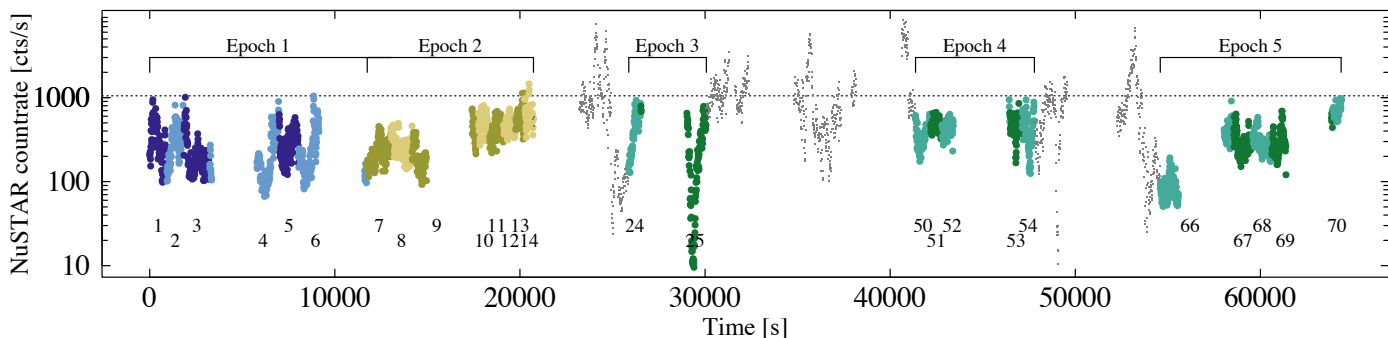 NuSTAR countrate [cts/s]
1000
100
10
Epoch 1
Epoch 2
Epoch 3
Epoch 4
Epoch 5
1 3 5 7 9 11 13 24 50 52 54 66 68 70
2 4 6 8 10 12 14 25 51 53 67 69
0 10000 20000 30000 40000 50000 60000
Time [s]